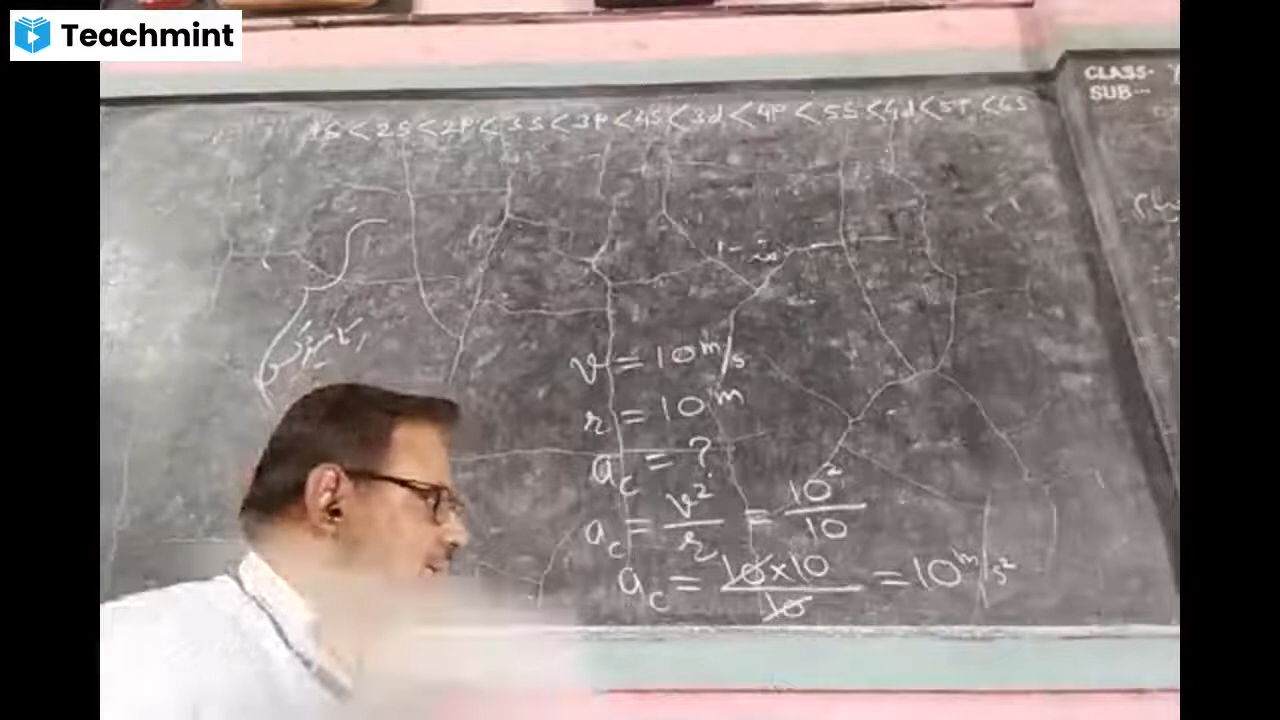 Teachmint
CLASS-
SUB---
1S < 2S < 2P < 3S < 3P < 4S < 3d < 4P < 5S < 4d < 5P < 6S
v = 10 m/s
r = 10 m
a_c = ?
a_c = v²/r = 10²/10
a_c = 10×10/10 = 10 m/s²